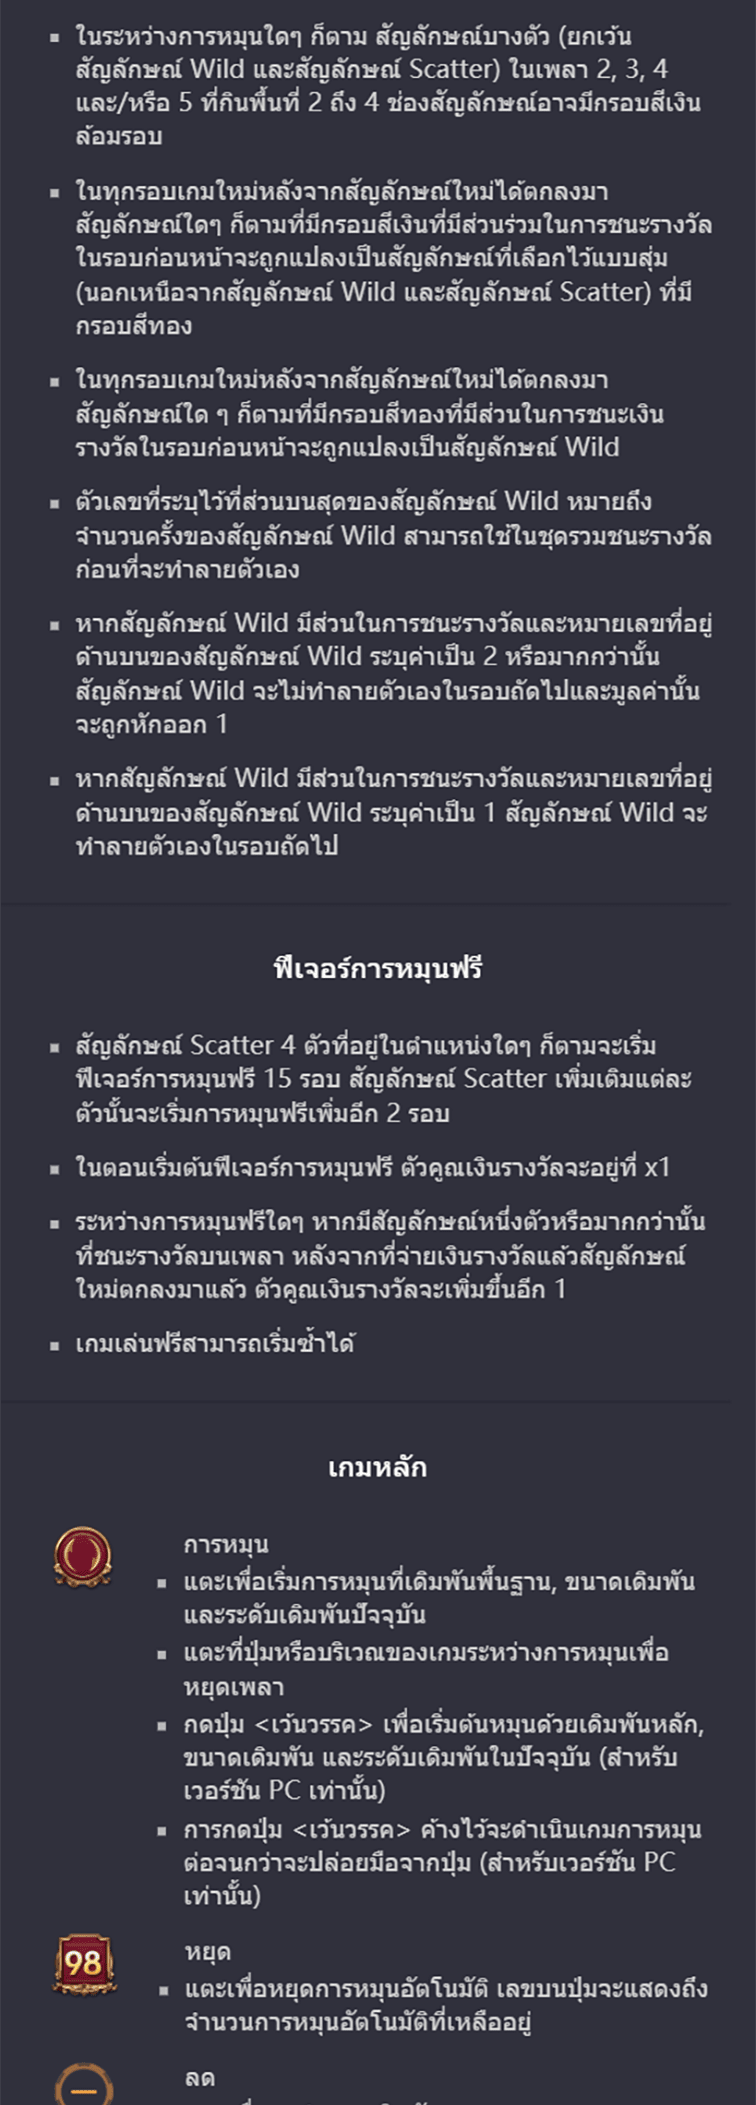 ▪ ในระหว่างการหมุนใดๆ ก็ตาม สัญลักษณ์บางตัว (ยกเว้น
สัญลักษณ์ Wild และสัญลักษณ์ Scatter) ในเพลา 2, 3, 4
และ/หรือ 5 ที่กินพื้นที่ 2 ถึง 4 ช่องสัญลักษณ์อาจมีกรอบสีเงิน
ล้อมรอบ
▪ ในทุกรอบเกมใหม่หลังจากสัญลักษณ์ใหม่ได้ตกลงมา
สัญลักษณ์ใดๆ ก็ตามที่มีกรอบสีเงินที่มีส่วนร่วมในการชนะรางวัล
ในรอบก่อนหน้าจะถูกแปลงเป็นสัญลักษณ์ที่เลือกไว้แบบสุ่ม
(นอกเหนือจากสัญลักษณ์ Wild และสัญลักษณ์ Scatter) ที่มี
กรอบสีทอง
▪ ในทุกรอบเกมใหม่หลังจากสัญลักษณ์ใหม่ได้ตกลงมา
สัญลักษณ์ใด ๆ ก็ตามที่มีกรอบสีทองที่มีส่วนในการชนะเงิน
รางวัลในรอบก่อนหน้าจะถูกแปลงเป็นสัญลักษณ์ Wild
▪ ตัวเลขที่ระบุไว้ที่ส่วนบนสุดของสัญลักษณ์ Wild หมายถึง
จำนวนครั้งของสัญลักษณ์ Wild สามารถใช้ในชุดรวมชนะรางวัล
ก่อนที่จะทำลายตัวเอง
▪ หากสัญลักษณ์ Wild มีส่วนในการชนะรางวัลและหมายเลขที่อยู่
ด้านบนของสัญลักษณ์ Wild ระบุค่าเป็น 2 หรือมากกว่านั้น
สัญลักษณ์ Wild จะไม่ทำลายตัวเองในรอบถัดไปและมูลค่านั้น
จะถูกหักออก 1
▪ หากสัญลักษณ์ Wild มีส่วนในการชนะรางวัลและหมายเลขที่อยู่
ด้านบนของสัญลักษณ์ Wild ระบุค่าเป็น 1 สัญลักษณ์ Wild จะ
ทำลายตัวเองในรอบถัดไป
ฟีเจอร์การหมุนฟรี
▪ สัญลักษณ์ Scatter 4 ตัวที่อยู่ในตำแหน่งใดๆ ก็ตามจะเริ่ม
ฟีเจอร์การหมุนฟรี 15 รอบ สัญลักษณ์ Scatter เพิ่มเติมแต่ละ
ตัวนั้นจะเริ่มการหมุนฟรีเพิ่มอีก 2 รอบ
▪ ในตอนเริ่มต้นฟีเจอร์การหมุนฟรี ตัวคูณเงินรางวัลจะอยู่ที่ x1
▪ ระหว่างการหมุนฟรีใดๆ หากมีสัญลักษณ์หนึ่งตัวหรือมากกว่านั้น
ที่ชนะรางวัลบนเพลา หลังจากที่จ่ายเงินรางวัลแล้วสัญลักษณ์
ใหม่ตกลงมาแล้ว ตัวคูณเงินรางวัลจะเพิ่มขึ้นอีก 1
▪ เกมเล่นฟรีสามารถเริ่มซ้ำได้
เกมหลัก
การหมุน
▪ แตะเพื่อเริ่มการหมุนที่เดิมพันพื้นฐาน, ขนาดเดิมพัน
และระดับเดิมพันปัจจุบัน
▪ แตะที่ปุ่มหรือบริเวณของเกมระหว่างการหมุนเพื่อ
หยุดเพลา
▪ กดปุ่ม <เว้นวรรค> เพื่อเริ่มต้นหมุนด้วยเดิมพันหลัก,
ขนาดเดิมพัน และระดับเดิมพันในปัจจุบัน (สำหรับ
เวอร์ชัน PC เท่านั้น)
▪ การกดปุ่ม <เว้นวรรค> ค้างไว้จะดำเนินเกมการหมุน
ต่อจนกว่าจะปล่อยมือจากปุ่ม (สำหรับเวอร์ชัน PC
เท่านั้น)
98 หยุด
▪ แตะเพื่อหยุดการหมุนอัตโนมัติ เลขบนปุ่มจะแสดงถึง
จำนวนการหมุนอัตโนมัติที่เหลืออยู่
ลด